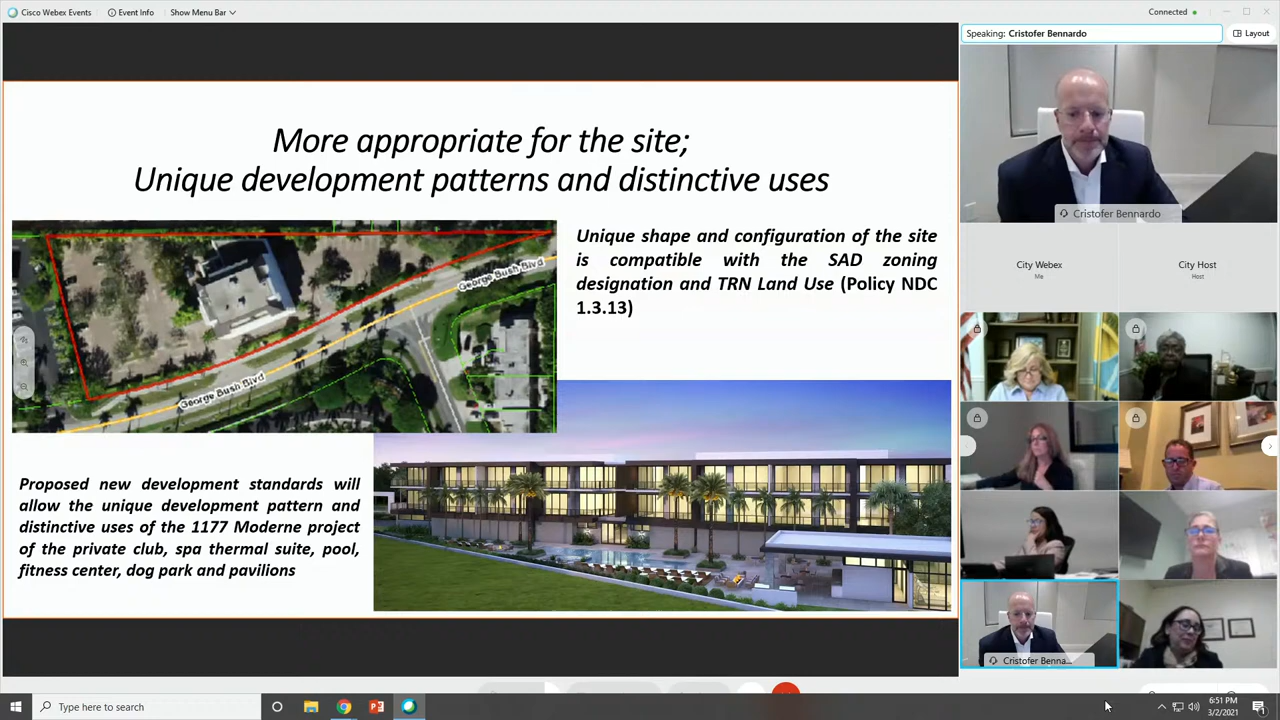 Cisco Webex Events
Event Info
Show Menu Bar
Connected
Speaking: Cristofer Bennardo
Layout
More appropriate for the site;
Unique development patterns and distinctive uses
George Bush Blvd
George Bush Blvd
Unique shape and configuration of the site
is compatible with the SAD zoning
designation and TRN Land Use (Policy NDC
1.3.13)
Proposed new development standards will
allow the unique development pattern and
distinctive uses of the 1177 Moderne project
of the private club, spa thermal suite, pool,
fitness center, dog park and pavilions
Cristofer Bennardo
City Webex
Me
City Host
Host
Cristofer Benna...
Type here to search
6:51 PM
3/2/2021
1